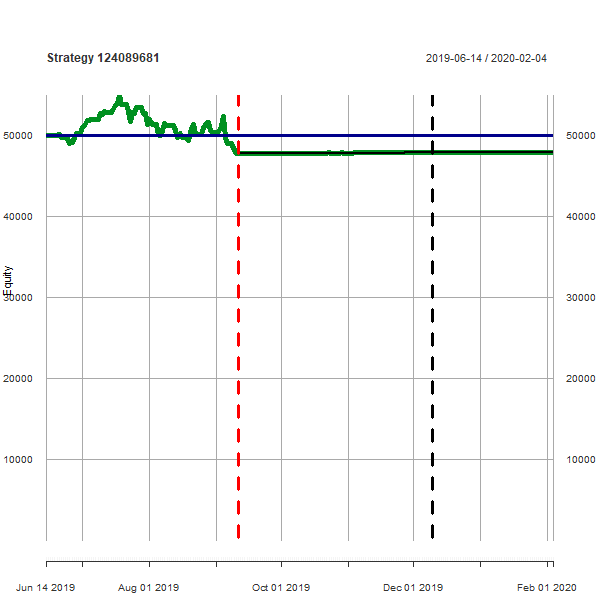 Strategy 124089681
2019-06-14 / 2020-02-04
50000
50000
40000
40000
Equity
30000
30000
20000
20000
10000
10000
Jun 14 2019
Aug 01 2019
Oct 01 2019
Dec 01 2019
Feb 01 2020